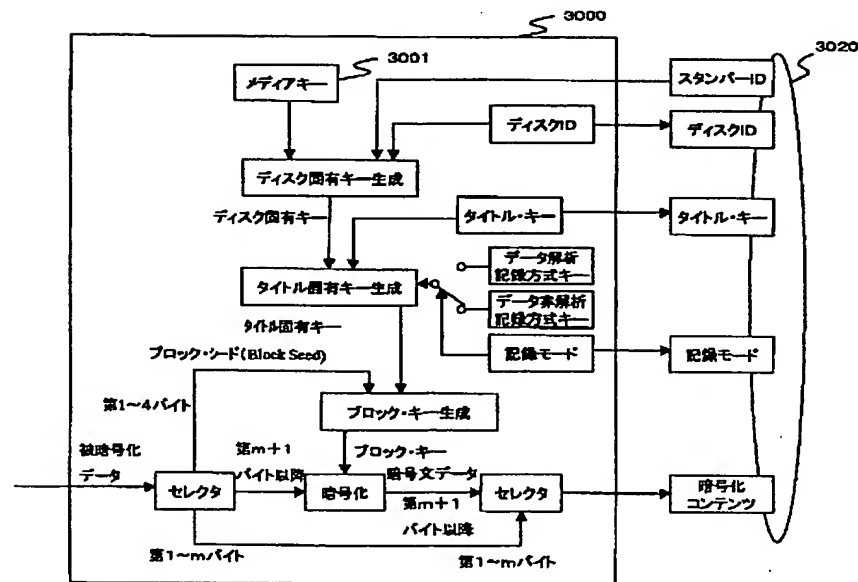 3000
3020
3001
メディアキー
スタンパーID
ディスクID
ディスクID
ディスク固有キー生成
ディスク固有キー
タイトル・キー
タイトル・キー
データ解析
記録方式キー
タイトル固有キー生成
データ非解析
記録方式キー
タイトル固有キー
記録モード
記録モード
ブロック・シード(Block Seed)
第1～4バイト
ブロック・キー生成
被暗号化
データ
第m+1
バイト以降
ブロック・キー
暗号文データ
セレクタ
暗号化
第m+1
バイト以降
セレクタ
暗号化
コンテンツ
第1～mバイト
第1～mバイト